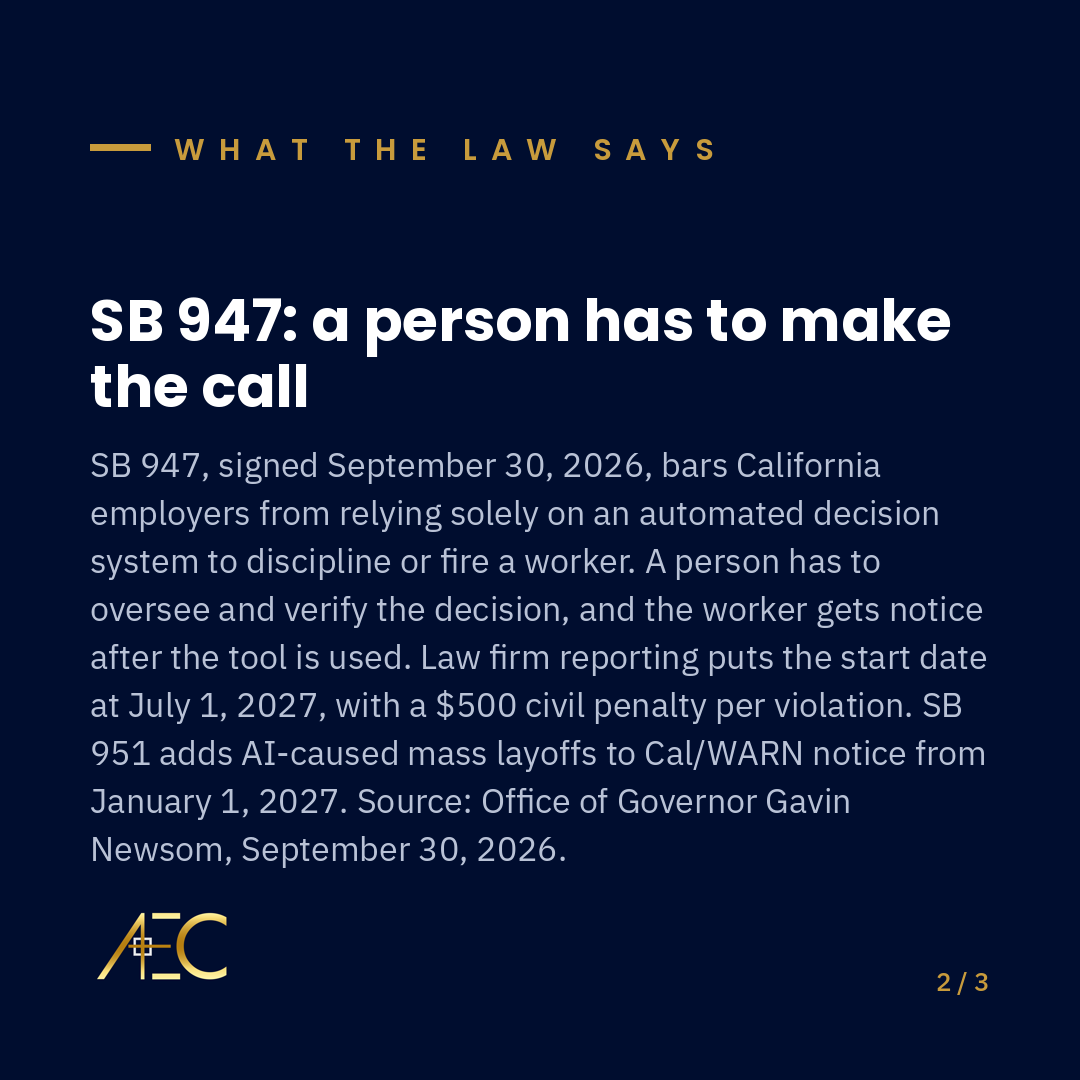 WHAT THE LAW SAYS
SB 947: a person has to make
the call
SB 947, signed September 30, 2026, bars California
employers from relying solely on an automated decision
system to discipline or fire a worker. A person has to
oversee and verify the decision, and the worker gets notice
after the tool is used. Law firm reporting puts the start date
at July 1, 2027, with a $500 civil penalty per violation. SB
951 adds AI-caused mass layoffs to Cal/WARN notice from
January 1, 2027. Source: Office of Governor Gavin
Newsom, September 30, 2026.
AEC
2 / 3